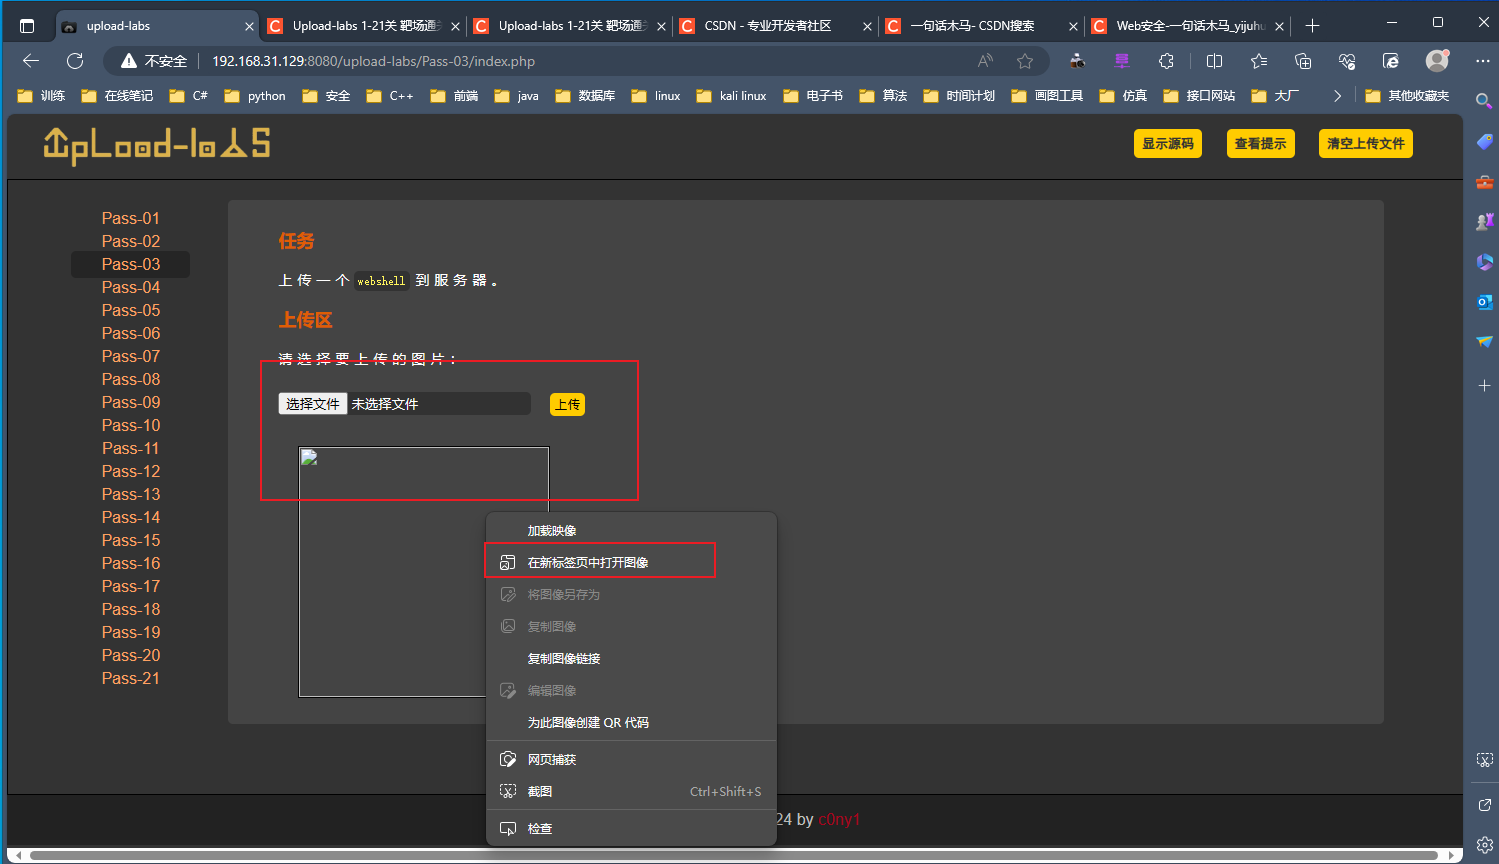 upload-labs
Upload-labs 1-21关 靶场通关
Upload-labs 1-21关 靶场通关
CSDN - 专业开发者社区
一句话木马- CSDN搜索
Web安全-一句话木马_yijuhu
不安全
192.168.31.129:8080/upload-labs/Pass-03/index.php
训练
在线笔记
C#
python
安全
C++
前端
java
数据库
linux
kali linux
电子书
算法
时间计划
画图工具
仿真
接口网站
大厂
其他收藏夹
UpLoad-labs
显示源码
查看提示
清空上传文件
Pass-01
Pass-02
Pass-03
Pass-04
Pass-05
Pass-06
Pass-07
Pass-08
Pass-09
Pass-10
Pass-11
Pass-12
Pass-13
Pass-14
Pass-15
Pass-16
Pass-17
Pass-18
Pass-19
Pass-20
Pass-21
任务
上传一个 webshell 到服务器。
上传区
请选择要上传的图片：
选择文件 未选择文件
上传
加载映像
在新标签页中打开图像
将图像另存为
复制图像
复制图像链接
编辑图像
为此图像创建 QR 代码
网页捕获
截图 Ctrl+Shift+S
检查
24 by c0ny1